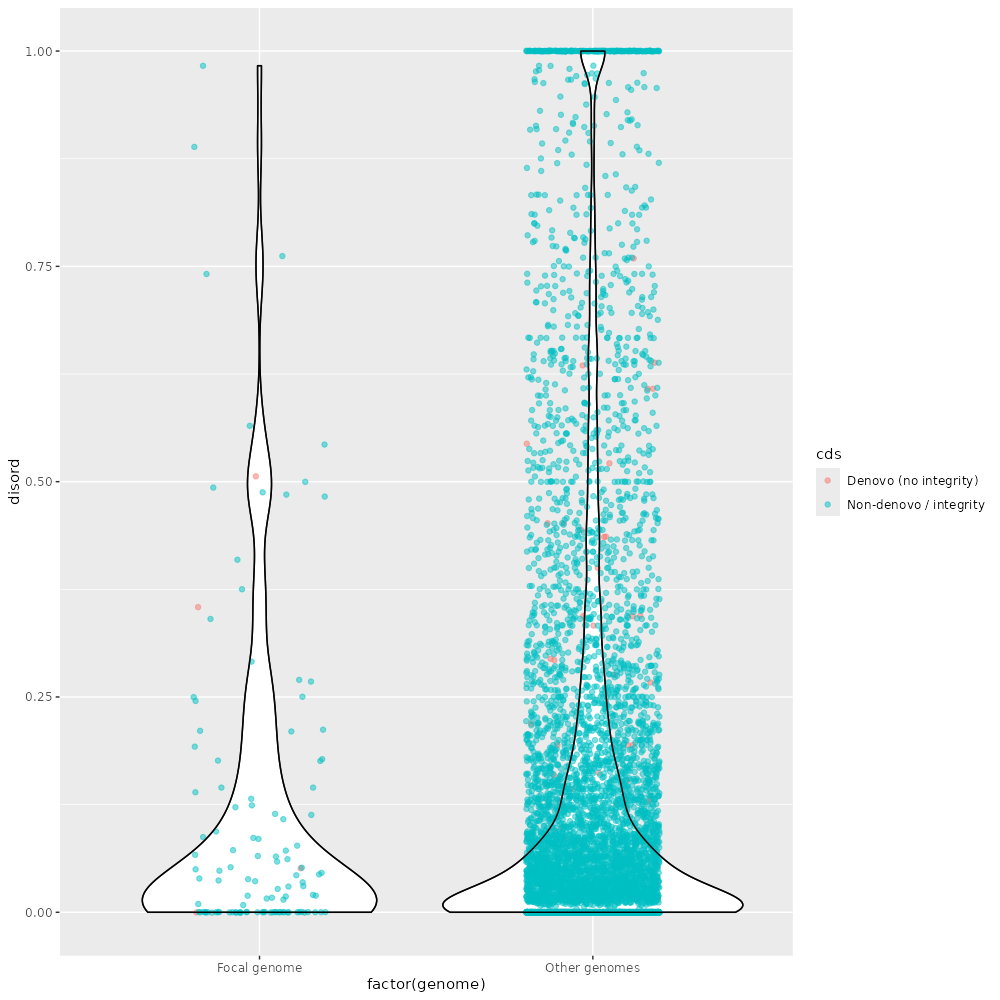 1.00
0.75
0.50
0.25
0.00
disord
Focal genome
Other genomes
factor(genome)
cds
Denovo (no integrity)
Non-denovo / integrity